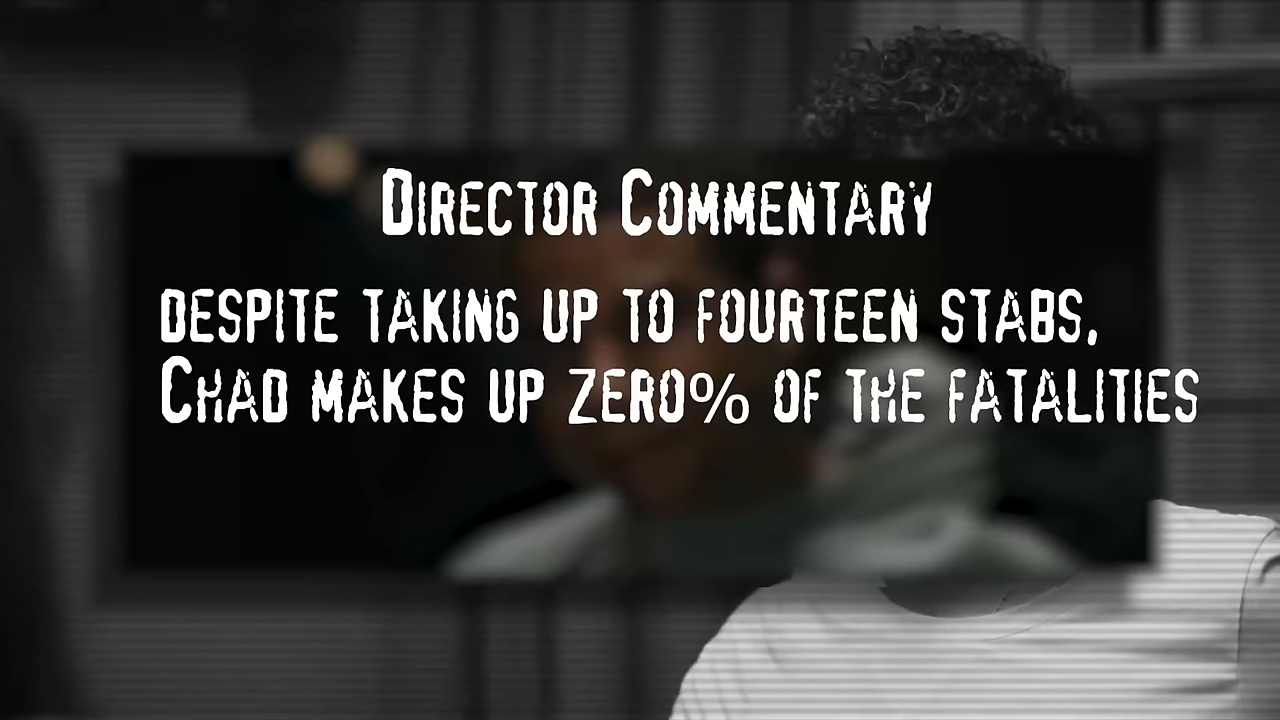 Director Commentary
despite taking up to fourteen stabs,
Chad makes up zero% of the fatalities